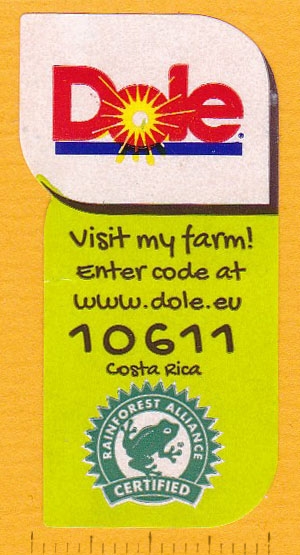 Dole®
Visit my farm!
Enter code at
www.dole.eu
10611
Costa Rica
RAINFOREST ALLIANCE
CERTIFIED